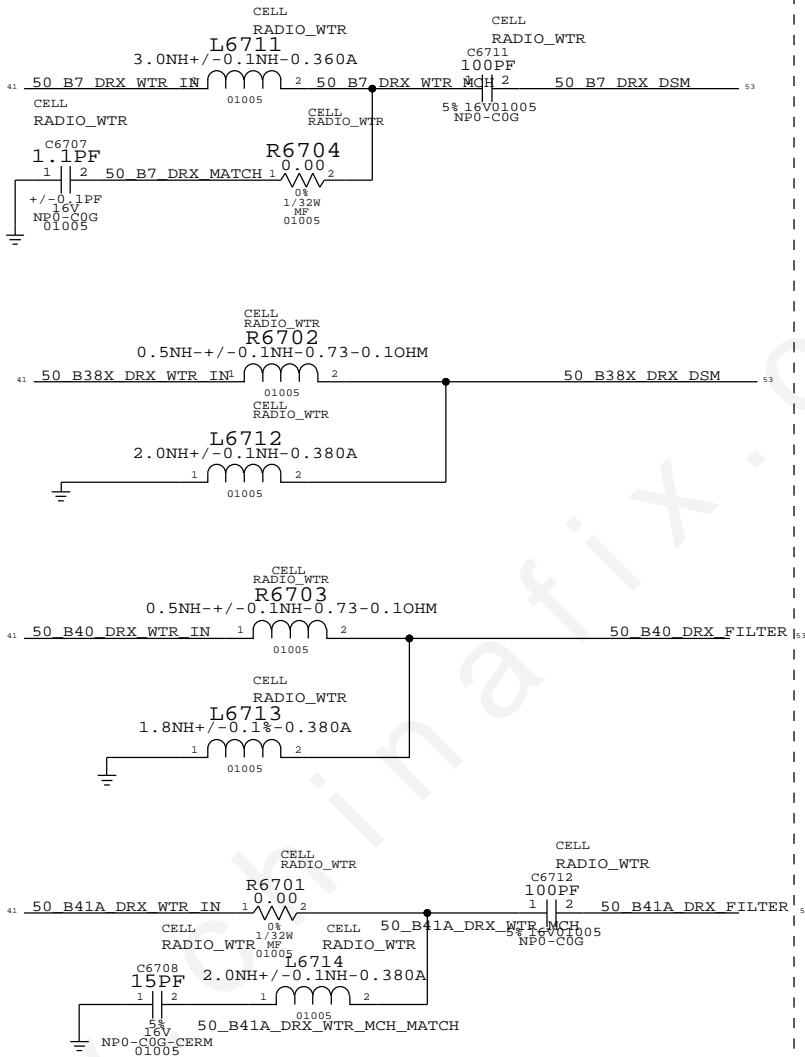 CELL
RADIO_WTR
L6711
3.0NH+/-0.1NH-0.360A
41 50_B7_DRX_WTR_IN 1 2 50_B7_DRX_WTR_MCH
01005
CELL
RADIO_WTR
C6711
100PF
1 2 50_B7_DRX_DSM 53
5% 16V01005
NP0-C0G
CELL
RADIO_WTR
C6707
1.1PF
1 2 50_B7_DRX_MATCH
+/-0.1PF
16V
NP0-C0G
01005
CELL
RADIO_WTR
R6704
0.00
1 2
0%
1/32W
MF
01005
CELL
RADIO_WTR
R6702
0.5NH-+/-0.1NH-0.73-0.1OHM
41 50_B38X_DRX_WTR_IN 1 2 50_B38X_DRX_DSM 53
01005
CELL
RADIO_WTR
L6712
2.0NH+/-0.1NH-0.380A
1 2
01005
CELL
RADIO_WTR
R6703
0.5NH-+/-0.1NH-0.73-0.1OHM
41 50_B40_DRX_WTR_IN 1 2 50_B40_DRX_FILTER 53
01005
CELL
RADIO_WTR
L6713
1.8NH+/-0.1%-0.380A
1 2
01005
CELL
RADIO_WTR
R6701
0.00
41 50_B41A_DRX_WTR_IN 1 2
0%
1/32W
MF
01005
50_B41A_DRX_WTR_MCH
CELL
RADIO_WTR
C6712
100PF
1 2 50_B41A_DRX_FILTER 5
5% 16V01005
NP0-C0G
CELL
RADIO_WTR
C6708
15PF
1 2
5%
16V
NP0-C0G-CERM
01005
CELL
RADIO_WTR
L6714
2.0NH+/-0.1NH-0.380A
1 2
01005
50_B41A_DRX_WTR_MCH_MATCH
chinafix.c